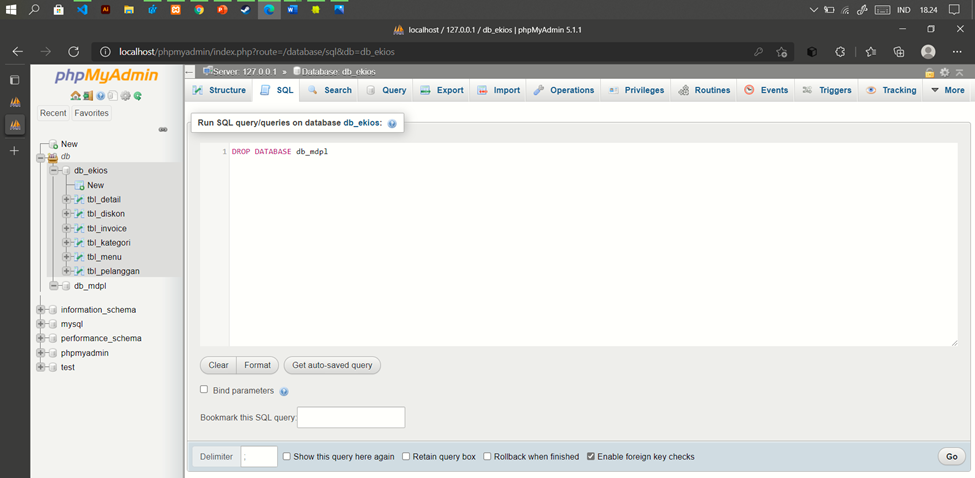 18.24
IND
localhost / 127.0.0.1 / db_ekios | phpMyAdmin 5.1.1
localhost/phpmyadmin/index.php?route=/database/sql&db=db_ekios
phpMyAdmin
Recent Favorites
New
db
db_ekios
New
tbl_detail
tbl_diskon
tbl_invoice
tbl_kategori
tbl_menu
tbl_pelanggan
db_mdpl
information_schema
mysql
performance_schema
phpmyadmin
test
Server: 127.0.0.1 » Database: db_ekios
Structure SQL Search Query Export Import Operations Privileges Routines Events Triggers Tracking More
Run SQL query/queries on database db_ekios:
1 DROP DATABASE db_mdpl
Clear Format Get auto-saved query
Bind parameters
Bookmark this SQL query:
Delimiter ; Show this query here again Retain query box Rollback when finished Enable foreign key checks Go